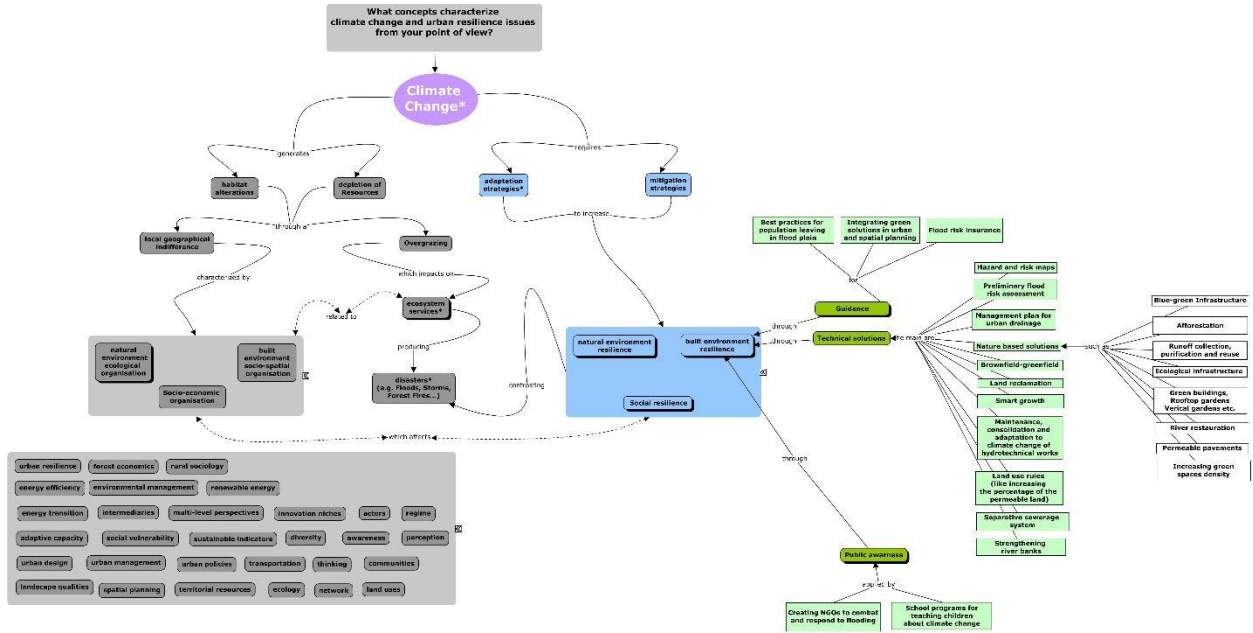 What concepts characterize
climate change and urban resilience issues
from your point of view?
Climate
Change*
generates
requires
habitat
alterations
depletion of
Resources
adaptation
strategies*
mitigation
strategies
through a
to increase
local geographical
Indifference
Overgrazing
characterized by
which impacts on
ecosystem
services*
related to
producing
natural
environment
ecological
organisation
built
environment
socio-spatial
organisation
Socio-economic
organisation
disasters*
(e.g. Floods, Storms,
Forest Fires...)
contrasting
natural environment
resilience
built environment
resilience
Social resilience
which affects
Best practices for
population leaving
in flood plain
Integrating green
solutions in urban
and spatial planning
Flood risk insurance
for
Guidance
through
Technical solutions
through
the main are
Hazard and risk maps
Preliminary flood
risk assessment
Management plan for
urban drainage
Nature based solutions
Brownfield-greenfield
Land reclamation
Smart growth
Maintenance,
consolidation and
adaptation to
climate change of
hydrotechnical works
Land use rules
(like increasing
the percentage of the
permeable land)
Separative sewerage
system
Strengthening
river banks
such as
Blue-green Infrastructure
Afforestation
Runoff collection,
purification and reuse
Ecological Infrastructure
Green buildings,
Rooftop gardens
Verical gardens etc.
River restauration
Permeable pavements
Increasing green
spaces density
through
Public awarness
applied by
Creating NGOs to combat
and respond to flooding
School programs for
teaching children
about climate change
urban resilience forest economics rural sociology
energy efficiency environmental management renewable energy
energy transition intermediaries multi-level perspectives innovation niches actors regime
adaptive capacity social vulnerability sustainable indicators diversity awareness perception
urban design urban management urban policies transportation thinking communities
landscape qualities spatial planning territorial resources ecology network land uses